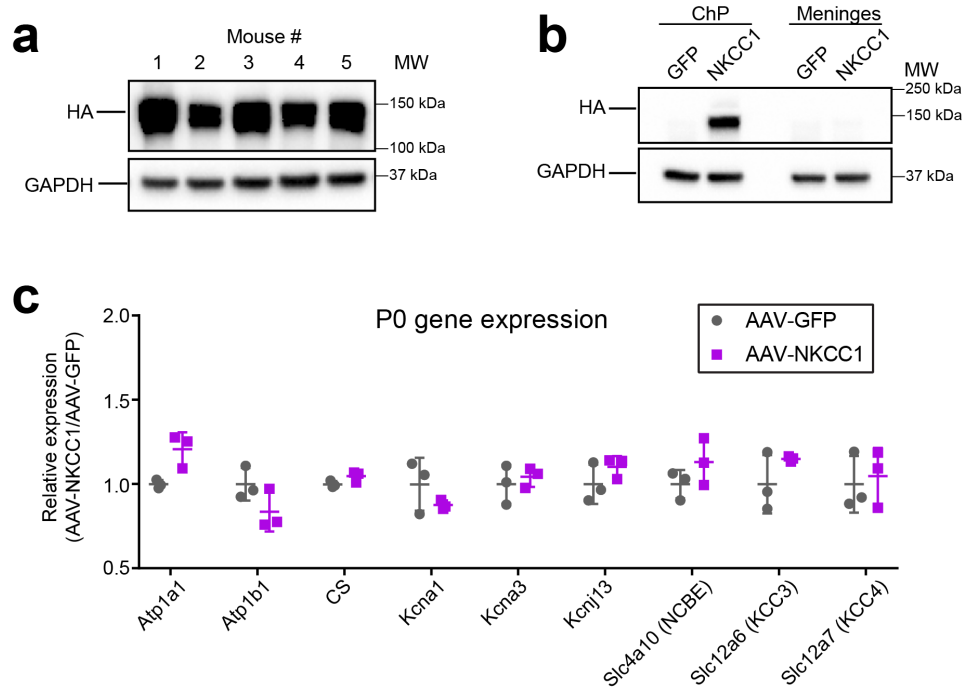 a
Mouse #
1 2 3 4 5 MW
HA
150 kDa
100 kDa
GAPDH
37 kDa
b
ChP Meninges
GFP NKCC1 GFP NKCC1
MW
250 kDa
HA
150 kDa
GAPDH
37 kDa
c
P0 gene expression
AAV-GFP
AAV-NKCC1
Relative expression
(AAV-NKCC1/AAV-GFP)
2.0
1.5
1.0
0.5
Atp1a1 Atp1b1 CS Kcna1 Kcna3 Kcnj13 Slc4a10 (NCBE) Slc12a6 (KCC3) Slc12a7 (KCC4)